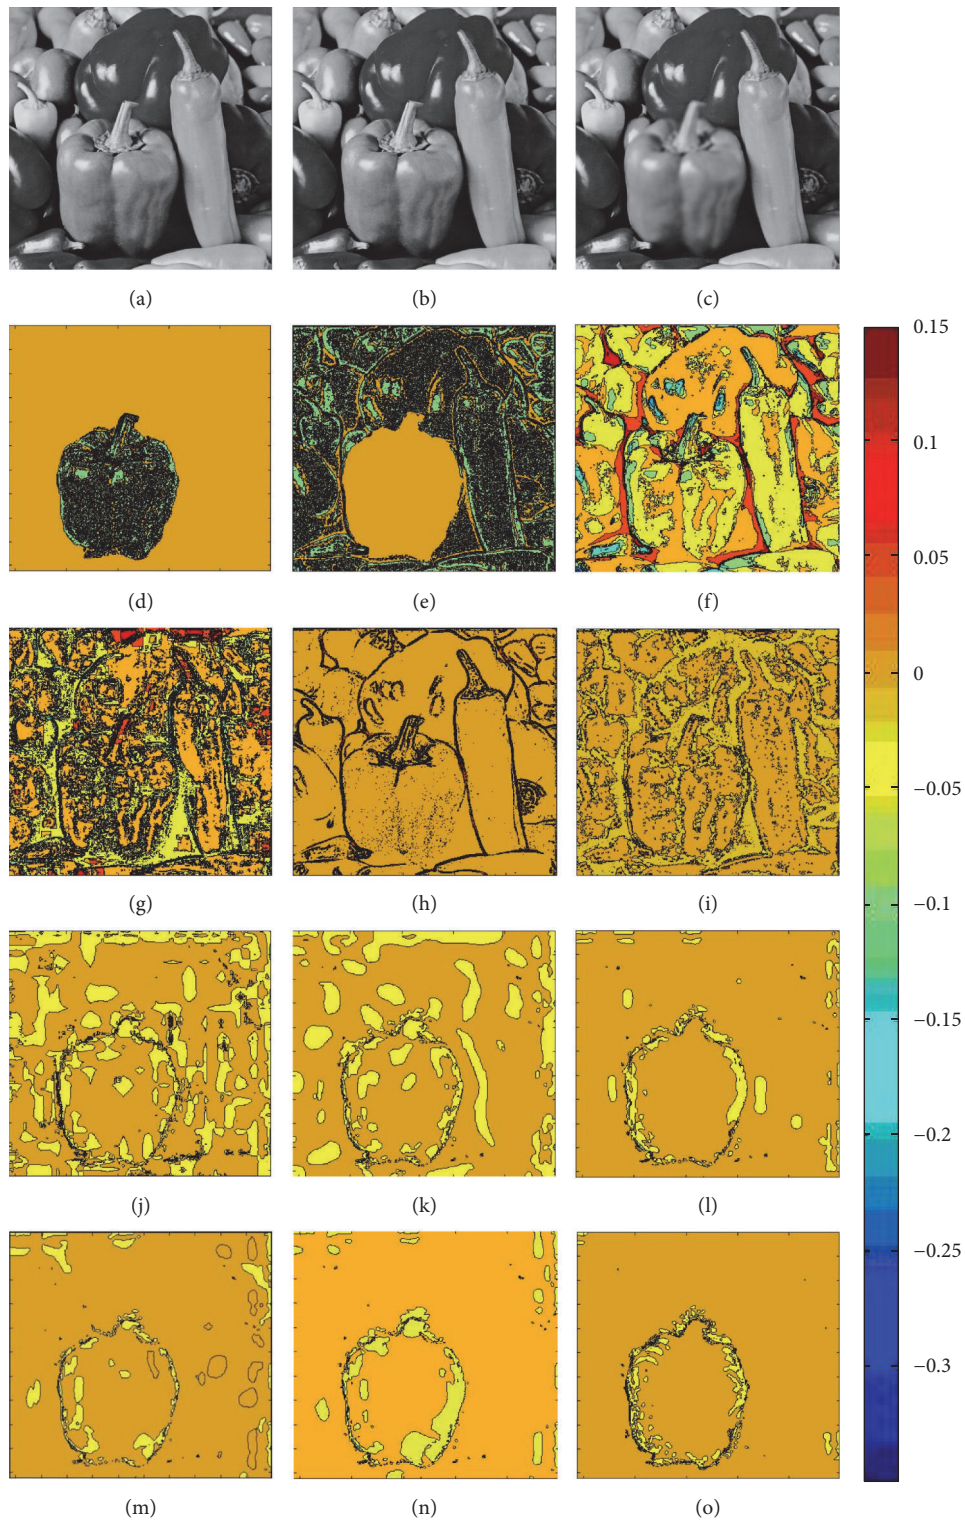 (a)
(b)
(c)
(d)
(e)
(f)
(g)
(h)
(i)
(j)
(k)
(l)
(m)
(n)
(o)
0.15
0.1
0.05
0
−0.05
−0.1
−0.15
−0.2
−0.25
−0.3